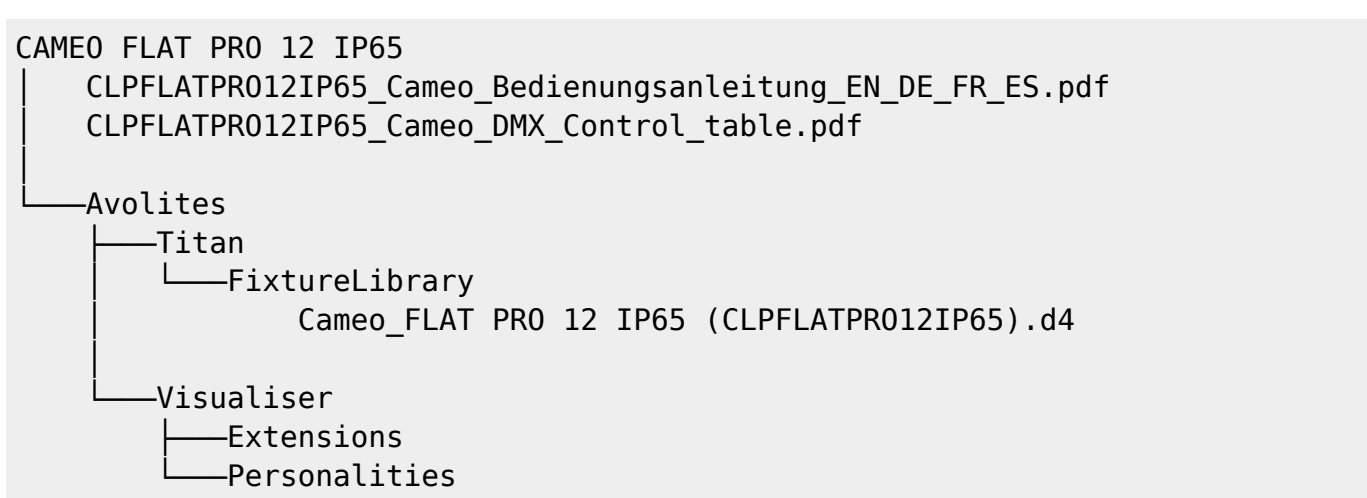 CAMEO FLAT PRO 12 IP65
│   CLPFLATPRO12IP65_Cameo_Bedienungsanleitung_EN_DE_FR_ES.pdf
│   CLPFLATPRO12IP65_Cameo_DMX_Control_table.pdf
│
└───Avolites
    ├───Titan
    │   └───FixtureLibrary
    │           Cameo_FLAT PRO 12 IP65 (CLPFLATPRO12IP65).d4
    │
    └───Visualiser
        ├───Extensions
        └───Personalities